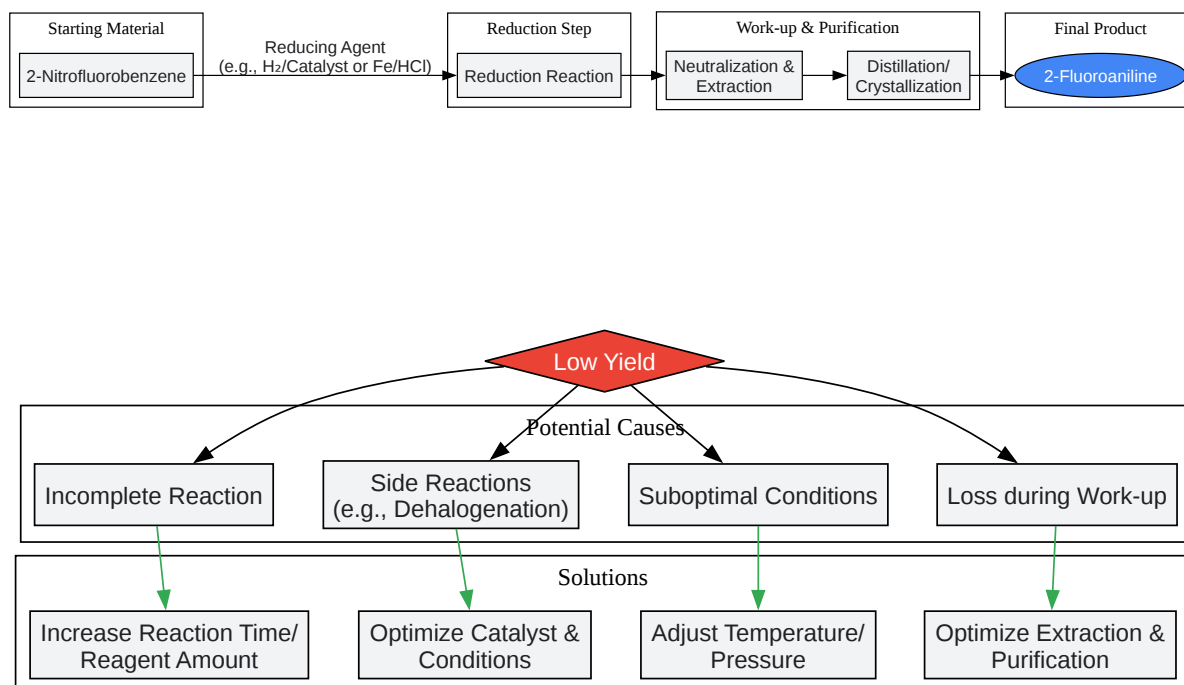 Starting Material
2-Nitrofluorobenzene
Reducing Agent
(e.g., H₂/Catalyst or Fe/HCl)
Reduction Step
Reduction Reaction
Work-up & Purification
Neutralization &
Extraction
Distillation/
Crystallization
Final Product
2-Fluoroaniline
Low Yield
Potential Causes
Incomplete Reaction
Side Reactions
(e.g., Dehalogenation)
Suboptimal Conditions
Loss during Work-up
Solutions
Increase Reaction Time/
Reagent Amount
Optimize Catalyst &
Conditions
Adjust Temperature/
Pressure
Optimize Extraction &
Purification